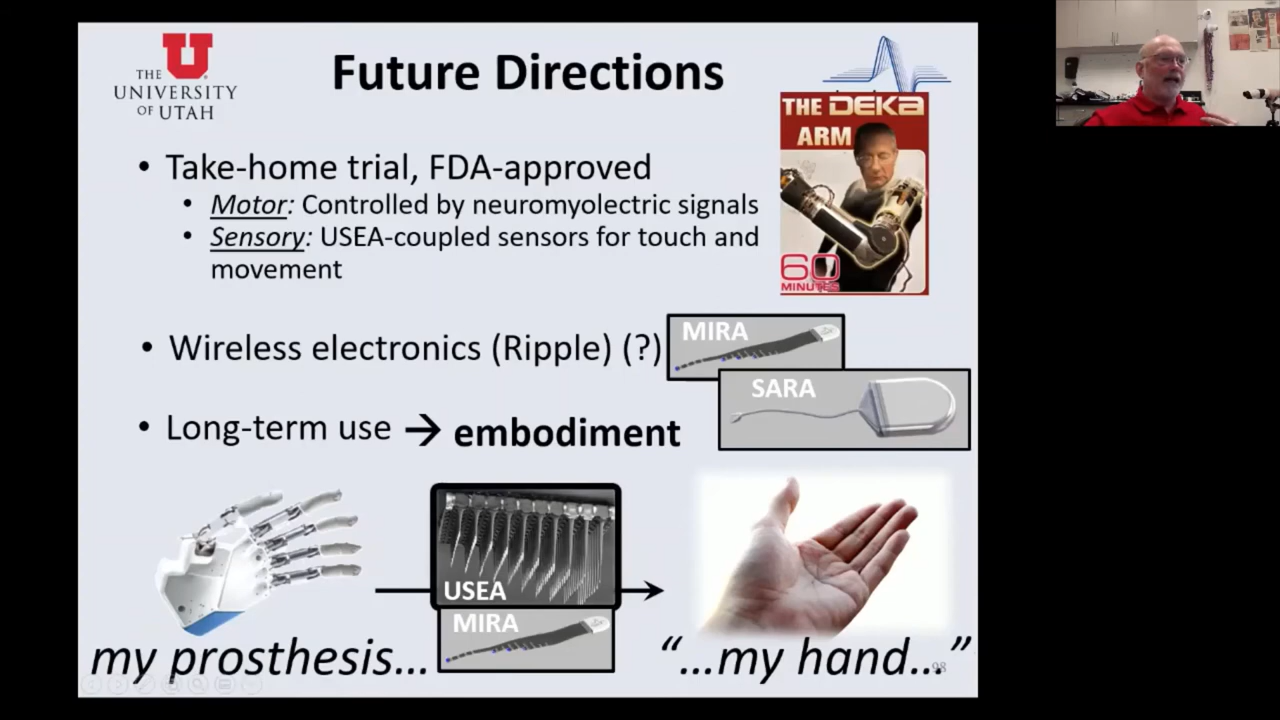 THE
UNIVERSITY
OF UTAH
Future Directions
THE DEKA
ARM
60
MINUTES
• Take-home trial, FDA-approved
• Motor: Controlled by neuromyolectric signals
• Sensory: USEA-coupled sensors for touch and
movement
• Wireless electronics (Ripple) (?)
MIRA
SARA
• Long-term use → embodiment
USEA
MIRA
my prosthesis...
“...my hand...”
98